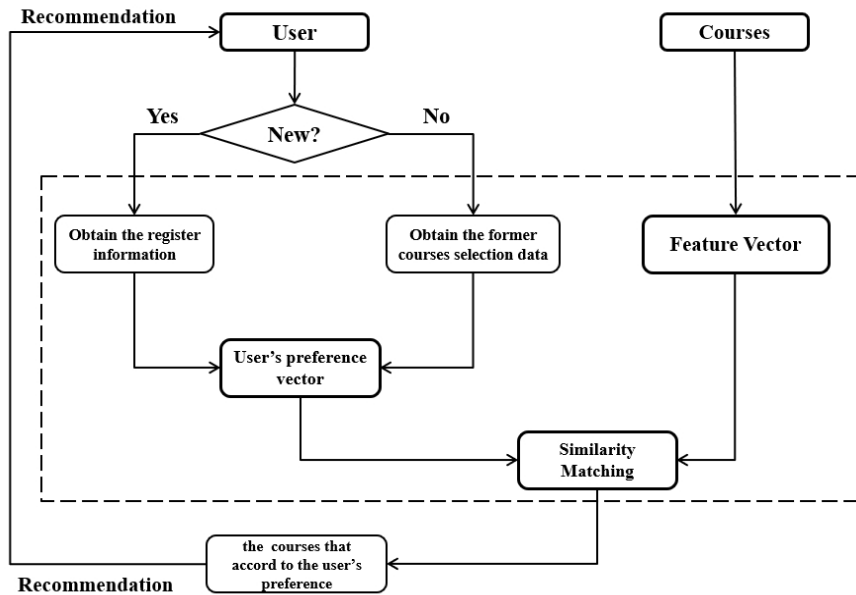 Recommendation
User
Courses
Yes
New?
No
Obtain the register
information
Obtain the former
courses selection data
Feature Vector
User’s preference
vector
Similarity
Matching
the courses that
accord to the user’s
preference
Recommendation